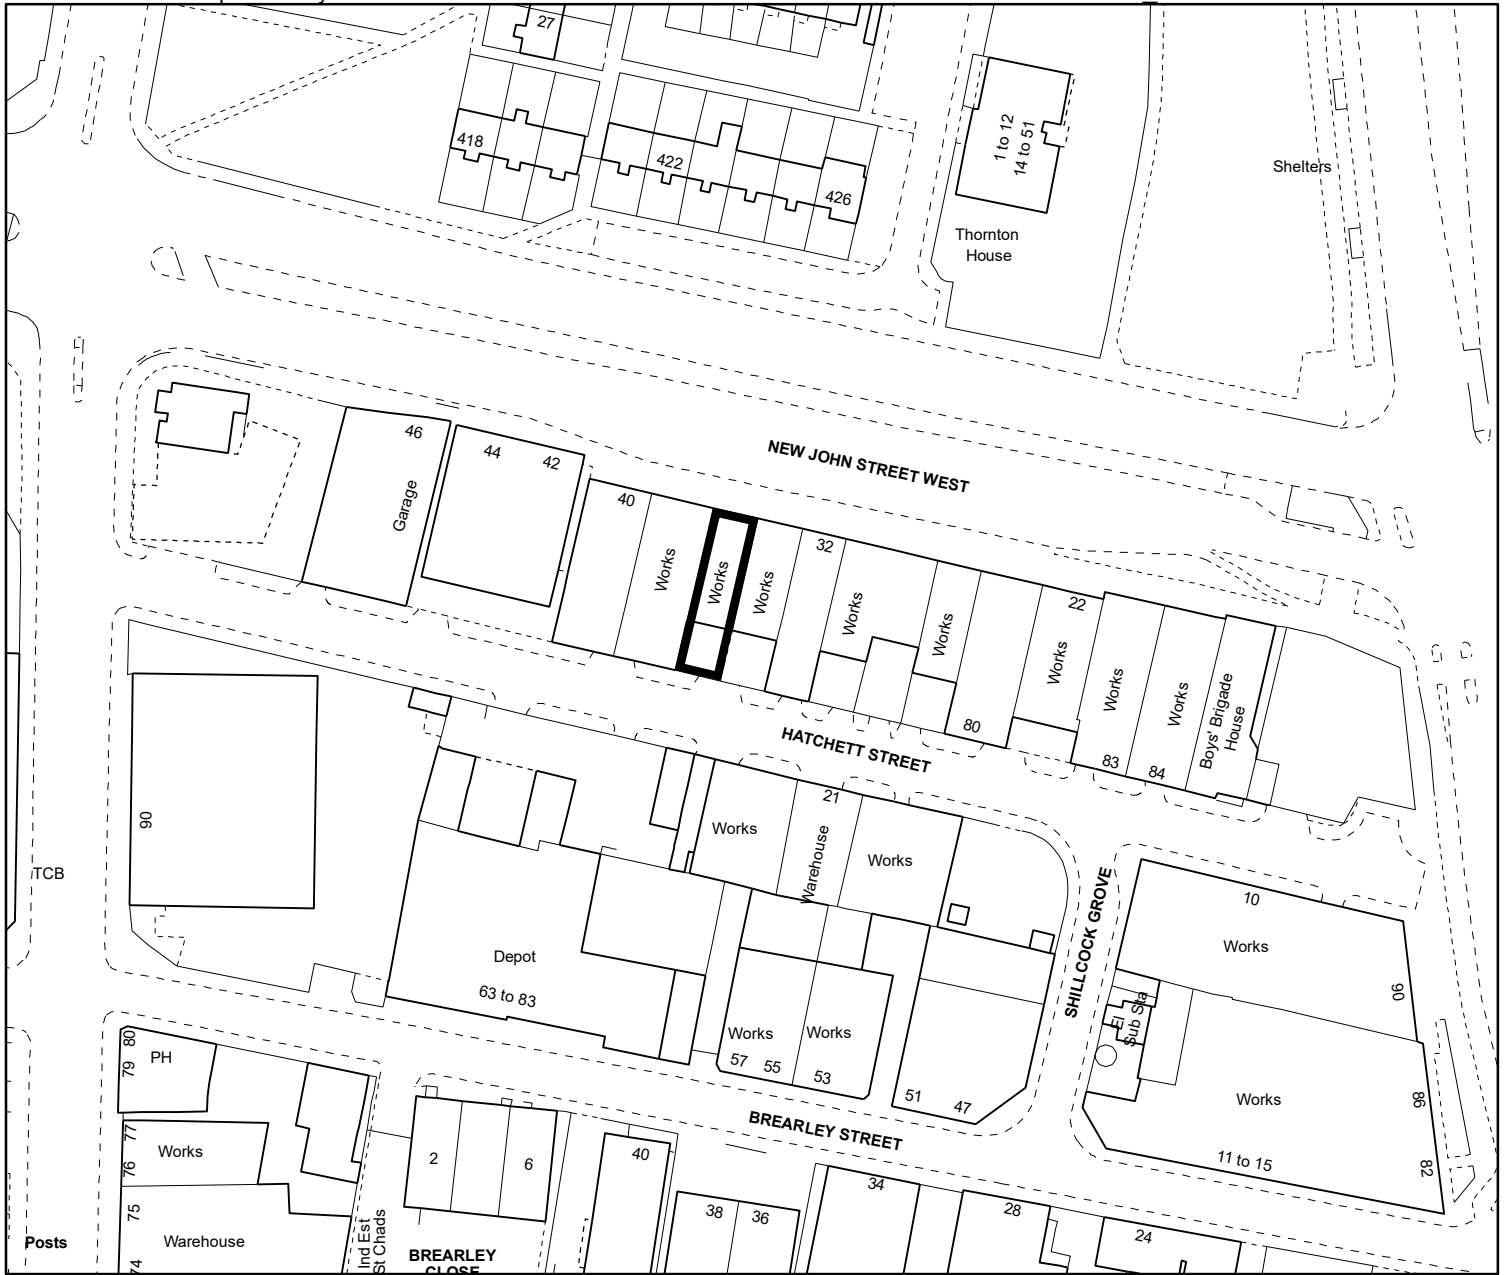 27
418
422
426
1 to 12
14 to 51
Shelters
Thornton
House
NEW JOHN STREET WEST
46
Garage
44
42
40
Works
Works
Works
32
Works
Works
22
Works
80
Works
83
Works
84
Boys' Brigade
House
HATCHETT STREET
90
TCB
21
Works
Warehouse
Works
SHILLCOCK GROVE
10
Works
90
Depot
63 to 83
Works
57
55
Works
53
51
47
El
Sub Sta
Works
86
82
11 to 15
BREARLEY STREET
80
79
PH
77
76
Works
75
74
Warehouse
Posts
2
6
Ind Est
St Chads
BREARLEY
CLOSE
40
38
36
34
28
24